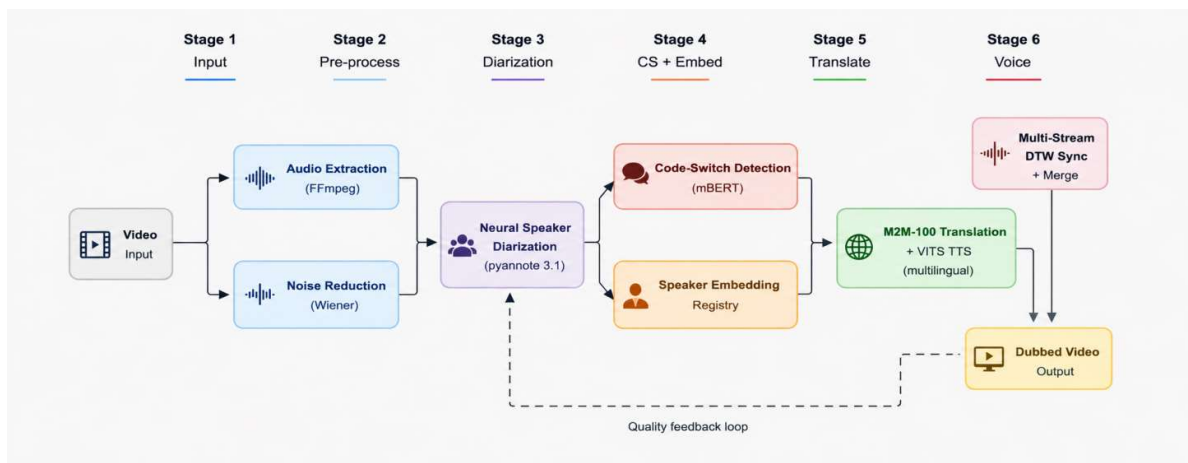 Stage 1
Input
Stage 2
Pre-process
Stage 3
Diarization
Stage 4
CS + Embed
Stage 5
Translate
Stage 6
Voice
Video
Input
Audio Extraction
(FFmpeg)
Noise Reduction
(Wiener)
Neural Speaker
Diarization
(pyannote 3.1)
Code-Switch Detection
(mBERT)
Speaker Embedding
Registry
M2M-100 Translation
+ VITS TTS
(multilingual)
Multi-Stream
DTW Sync
+ Merge
Dubbed Video
Output
Quality feedback loop